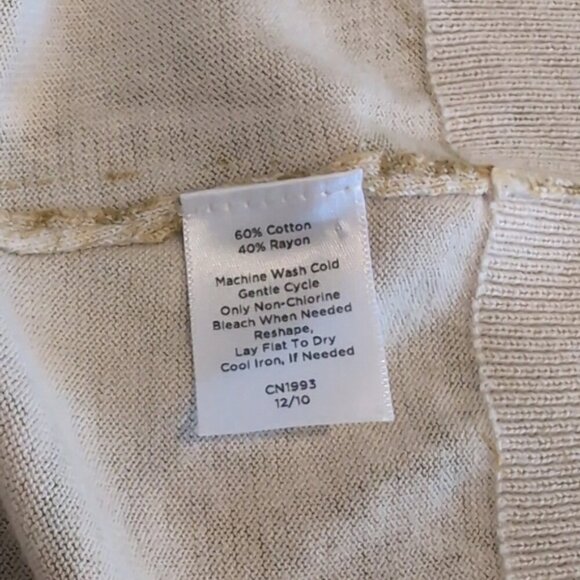 60% Cotton
40% Rayon
Machine Wash Cold
Gentle Cycle
Only Non-Chlorine
Bleach When Needed
Reshape,
Lay Flat To Dry
Cool Iron, If Needed
CN1993
12/10